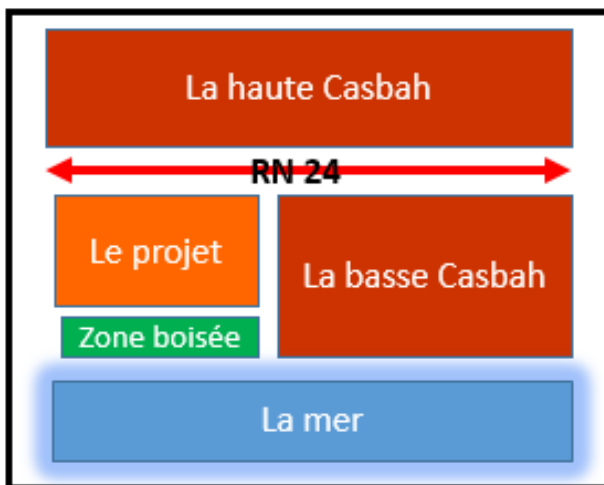 La haute Casbah
RN 24
Le projet
La basse Casbah
Zone boisée
La mer